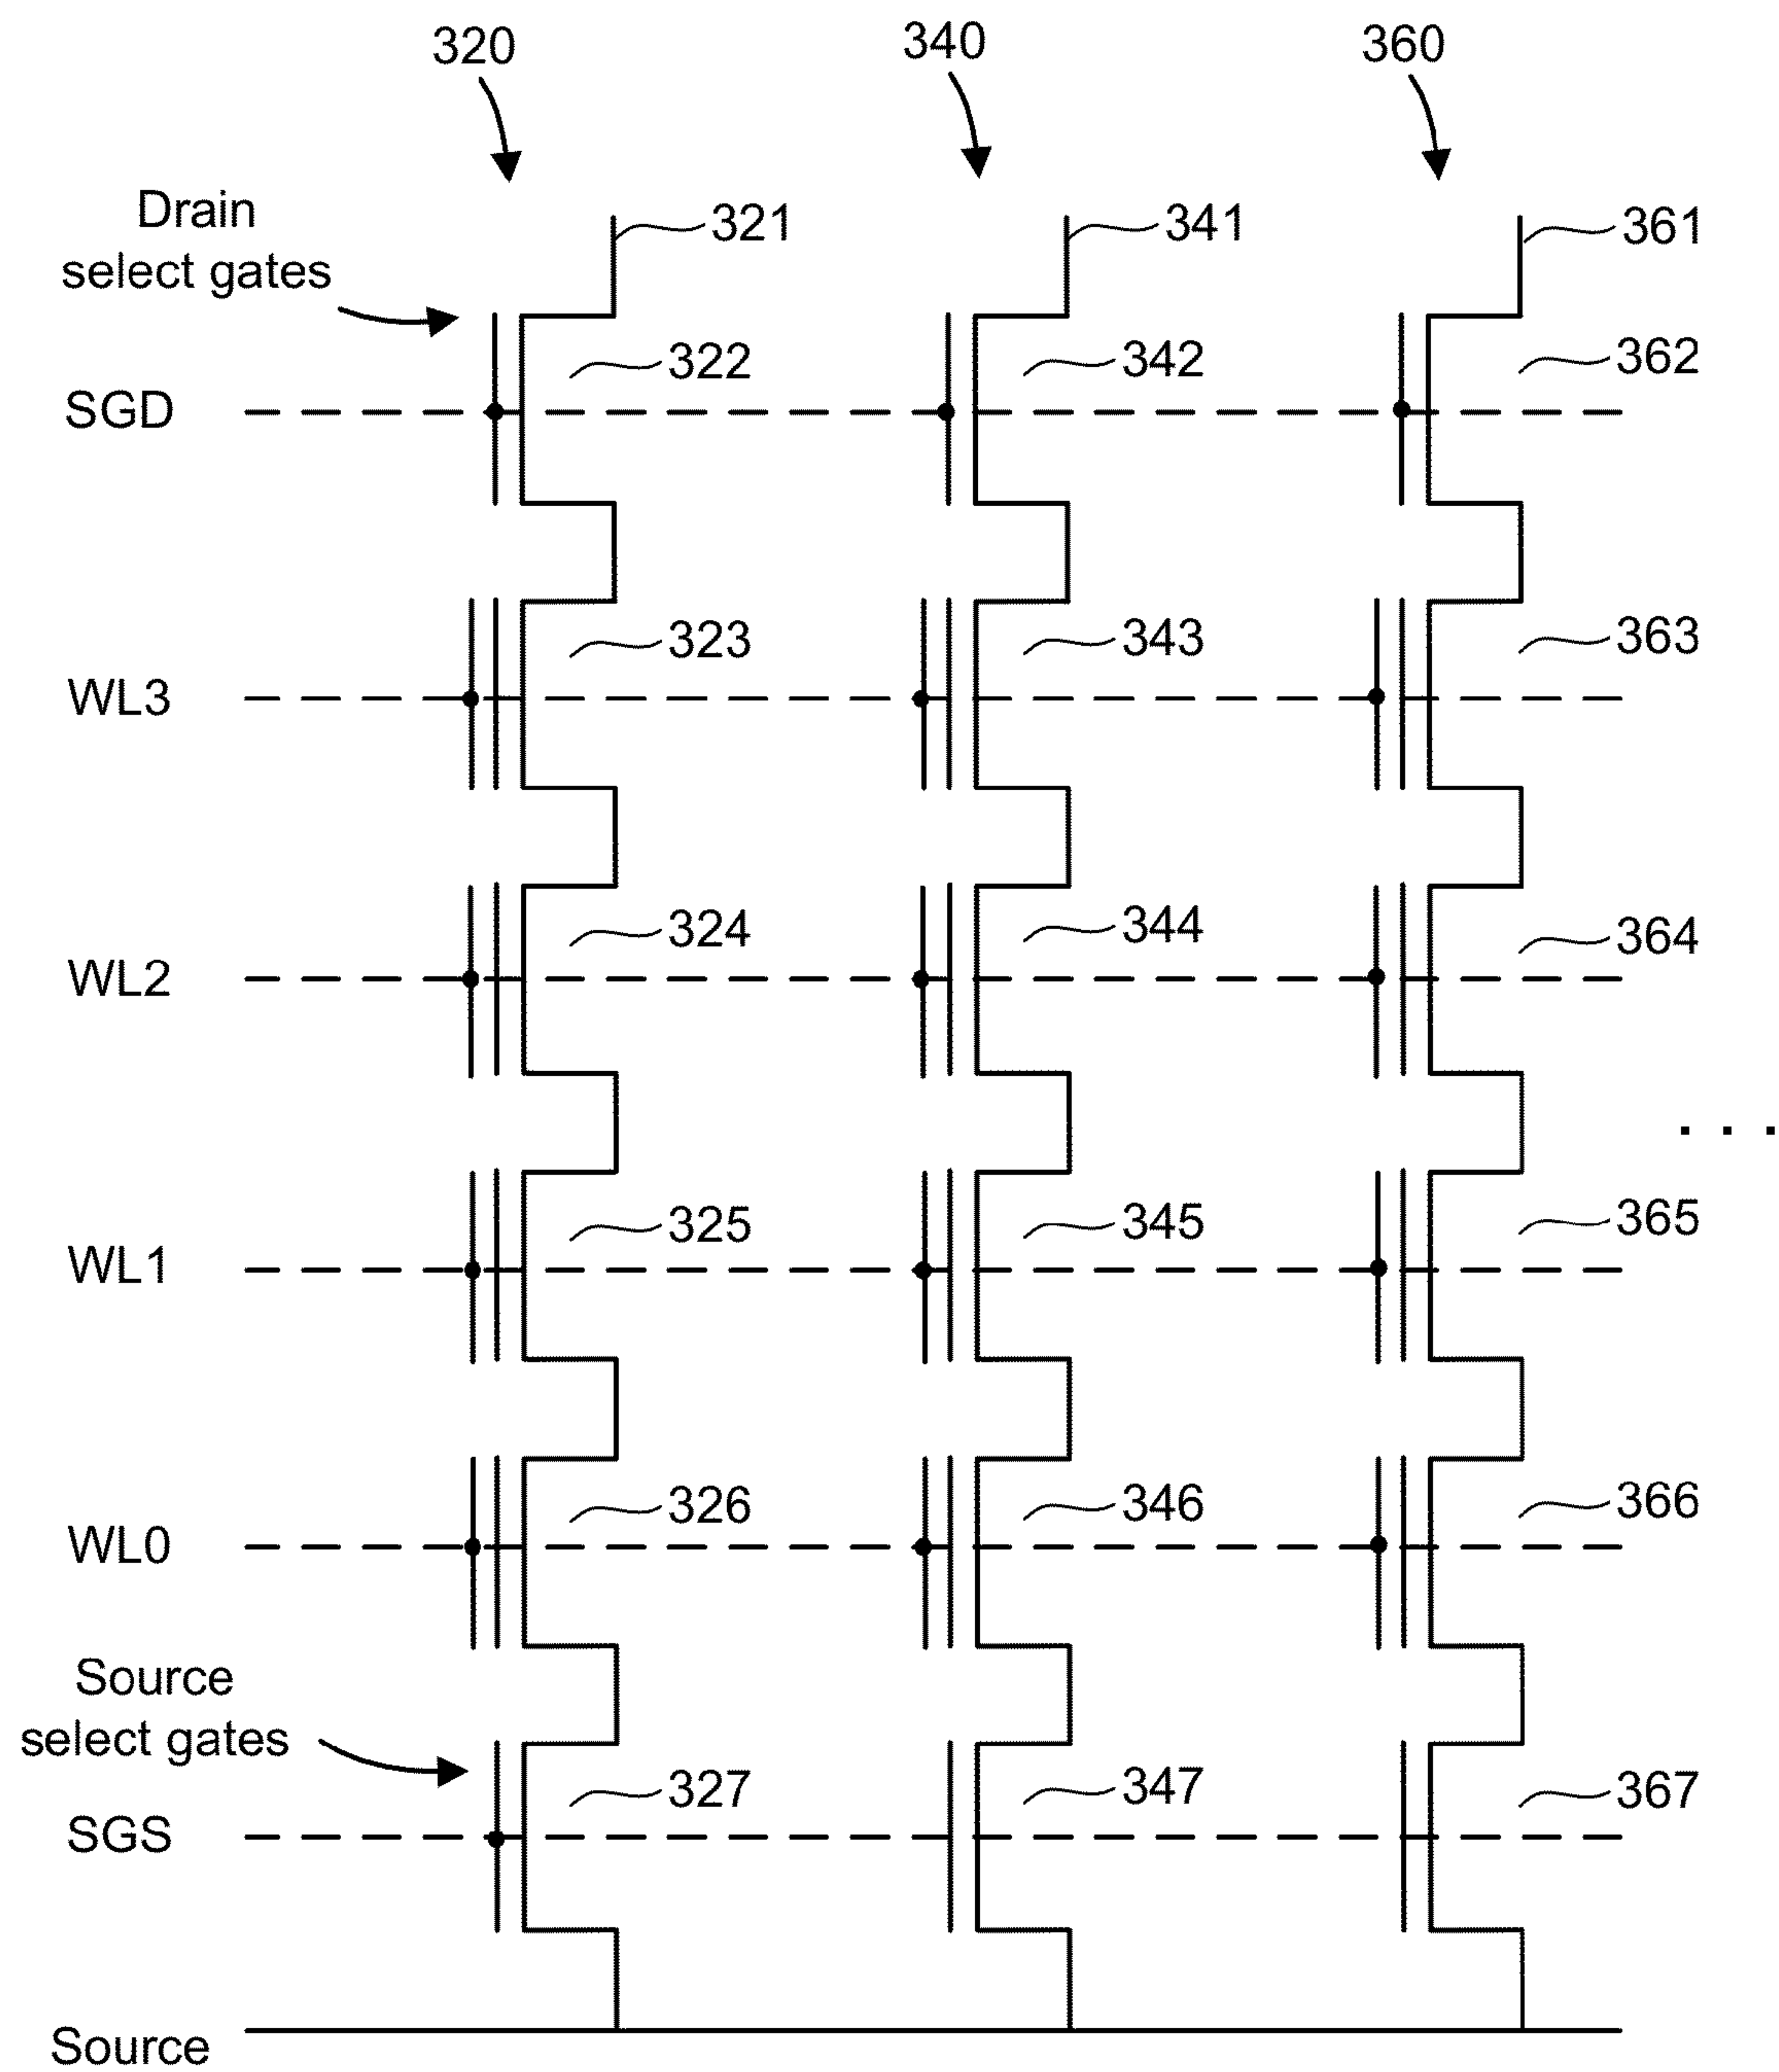 320 340 360
Drain
select gates
321 341 361
322 342 362
SGD
323 343 363
WL3
324 344 364
WL2
. . .
325 345 365
WL1
326 346 366
WL0
Source
select gates
327 347 367
SGS
Source